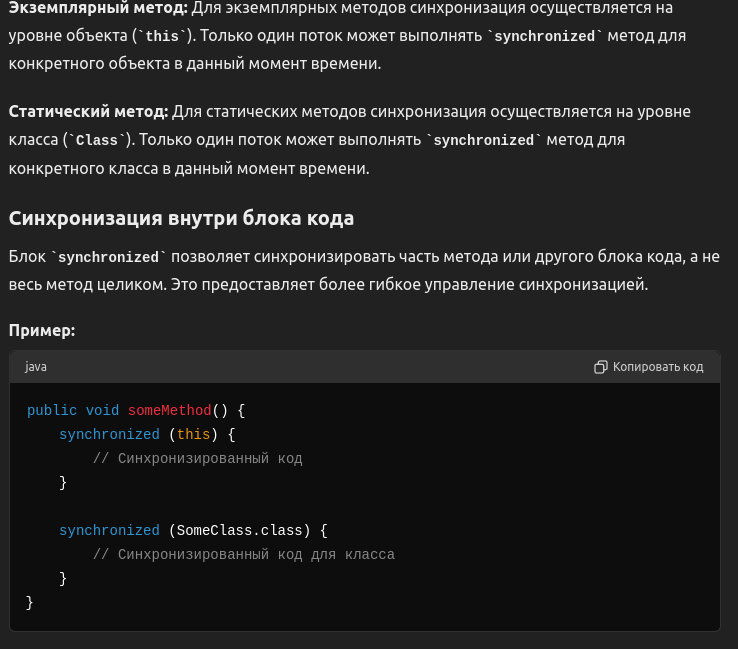 Экземплярный метод: Для экземплярных методов синхронизация осуществляется на
уровне объекта (`this`). Только один поток может выполнять `synchronized` метод для
конкретного объекта в данный момент времени.
Статический метод: Для статических методов синхронизация осуществляется на уровне
класса (`Class`). Только один поток может выполнять `synchronized` метод для
конкретного класса в данный момент времени.
Синхронизация внутри блока кода
Блок `synchronized` позволяет синхронизировать часть метода или другого блока кода, а не
весь метод целиком. Это предоставляет более гибкое управление синхронизацией.
Пример:
java Копировать код
public void someMethod() {
    synchronized (this) {
        // Синхронизированный код
    }
    synchronized (SomeClass.class) {
        // Синхронизированный код для класса
    }
}